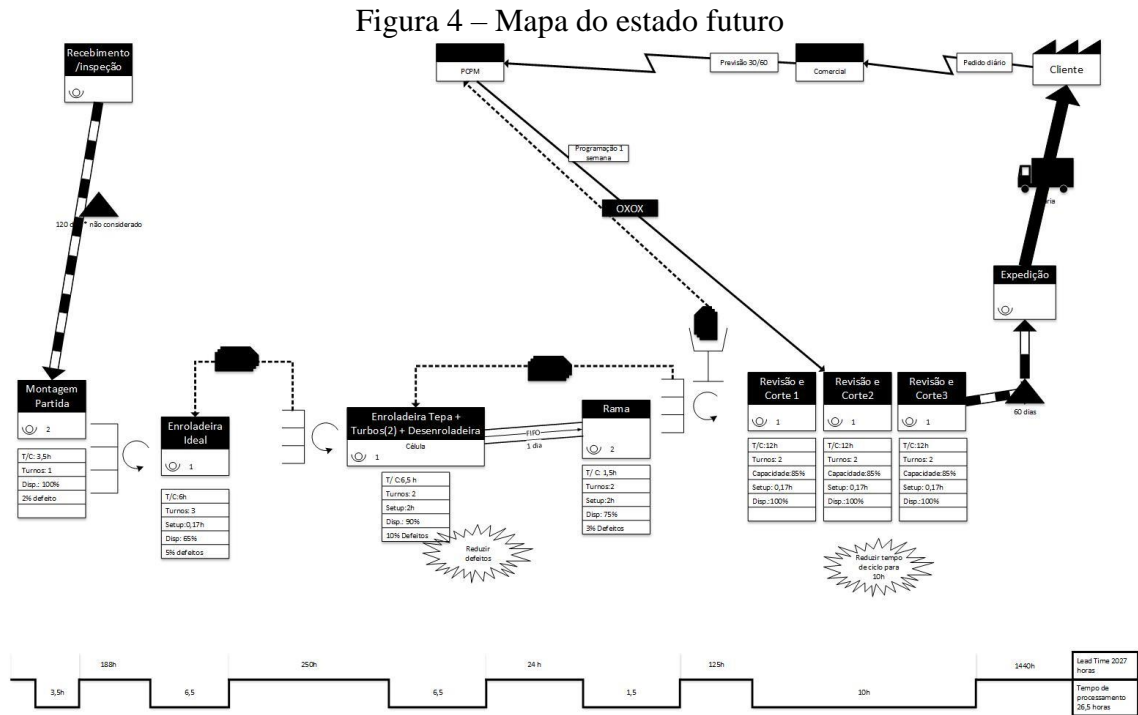 Figura 4 – Mapa do estado futuro
Recebimento
/inspeção
PCPM
Previsão 30/60
Comercial
Pedido diário
Cliente
Programação 1
semana
OXOX
120 * não considerado
Expedição
60 dias
Montagem
Partida
2
T/C: 3,5h
Turnos: 1
Disp.: 100%
2% defeito
Enroladeira
Ideal
1
T/C:6h
Turnos: 3
Setup:0,17h
Disp: 65%
5% defeitos
Enroladeira Tepa +
Turbos(2) + Desenroladeira
Célula
1
T/ C:6,5 h
Turnos: 2
Setup:2h
Disp.: 90%
10% Defeitos
Reduzir
defeitos
FIFO
1 dia
Rama
2
T/ C: 1,5h
Turnos:2
Setup:2h
Disp: 75%
3% Defeitos
Revisão e
Corte 1
1
T/C:12h
Turnos: 2
Capacidade:85%
Setup: 0,17h
Disp.:100%
Revisão e
Corte2
1
T/C:12h
Turnos: 2
Capacidade:85%
Setup: 0,17h
Disp.:100%
Revisão e
Corte3
1
T/C:12h
Turnos: 2
Capacidade:85%
Setup: 0,17h
Disp.:100%
Reduzir tempo
de ciclo para
10h
188h
250h
24 h
125h
1440h
Lead Time 2027
horas
3,5h
6,5
6,5
1,5
10h
Tempo de
processamento
26,5 horas